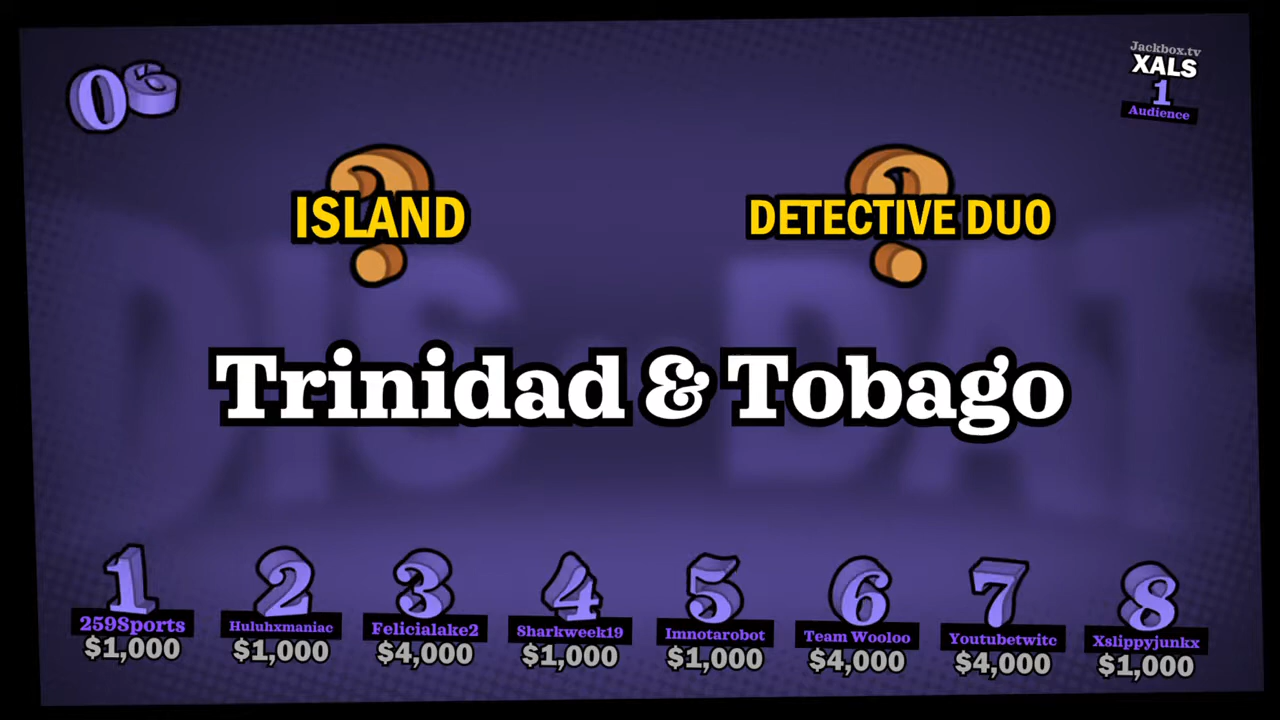 06
Jackbox.tv
XALS
1
Audience
?
ISLAND
?
DETECTIVE DUO
DIS
DAT
Trinidad & Tobago
1
259Sports
$1,000
2
Huluhxmaniac
$1,000
3
Felicialake2
$4,000
4
Sharkweek19
$1,000
5
Imnotarobot
$1,000
6
Team Wooloo
$4,000
7
Youtubetwitc
$4,000
8
Xslippyjunkx
$1,000